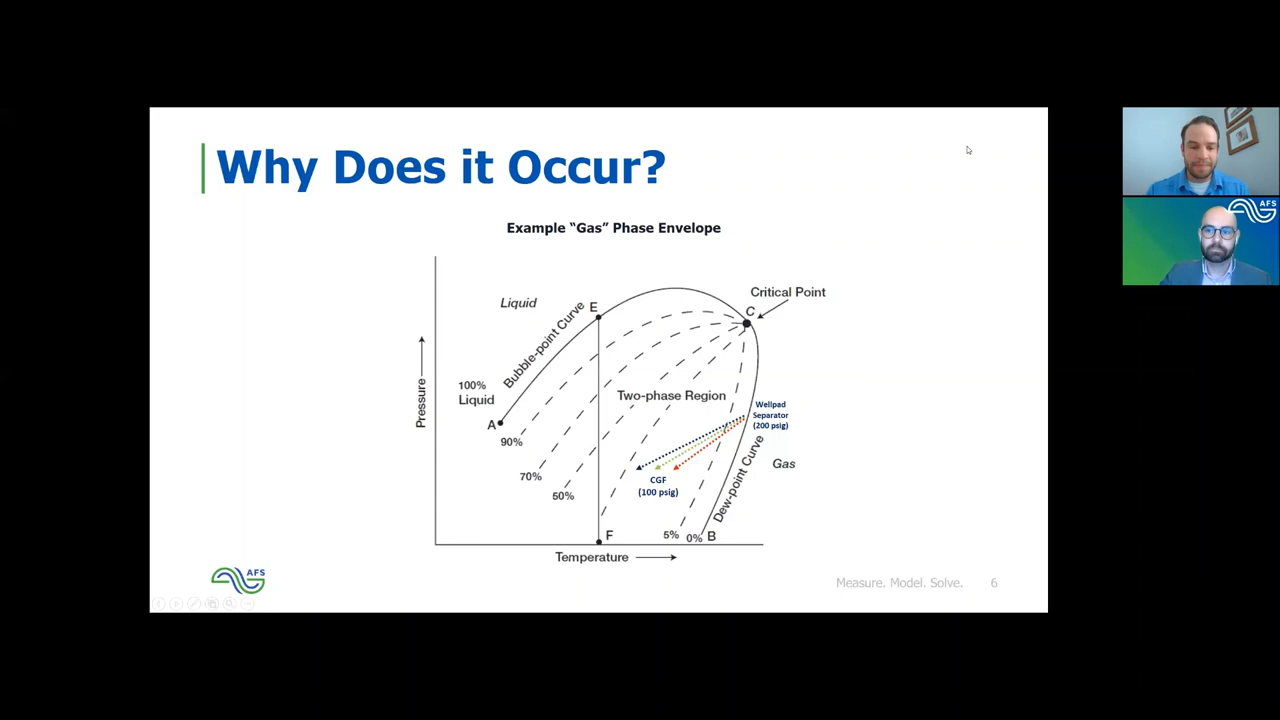 Why Does it Occur?
Example “Gas” Phase Envelope
Critical Point
Liquid
E
C
Bubble-point Curve
100%
Liquid
Pressure
Two-phase Region
A
90%
70%
50%
Wellpad
Separator
(200 psig)
Dew-point Curve
Gas
CGF
(100 psig)
F
5%
0%
B
Temperature
AFS
Measure. Model. Solve.
6
AFS